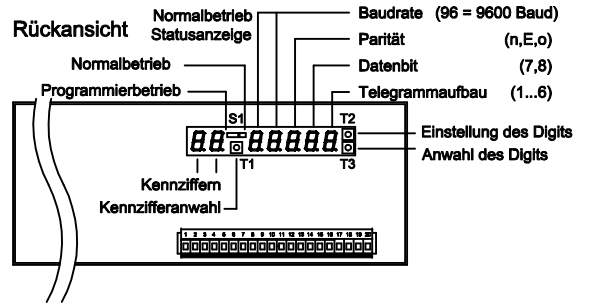 Rückansicht
Normalbetrieb
Statusanzeige
Baudrate (96 = 9600 Baud)
Parität (n,E,o)
Normalbetrieb
Datenbit (7,8)
Programmierbetrieb
Telegrammaufbau (1...6)
S1
T2
88 88888
Einstellung des Digits
T1
T3
Anwahl des Digits
Kennziffern
Kennzifferanwahl
1 2 3 4 5 6 7 8 9 10 11 12 13 14 15 16 17 18 19 20